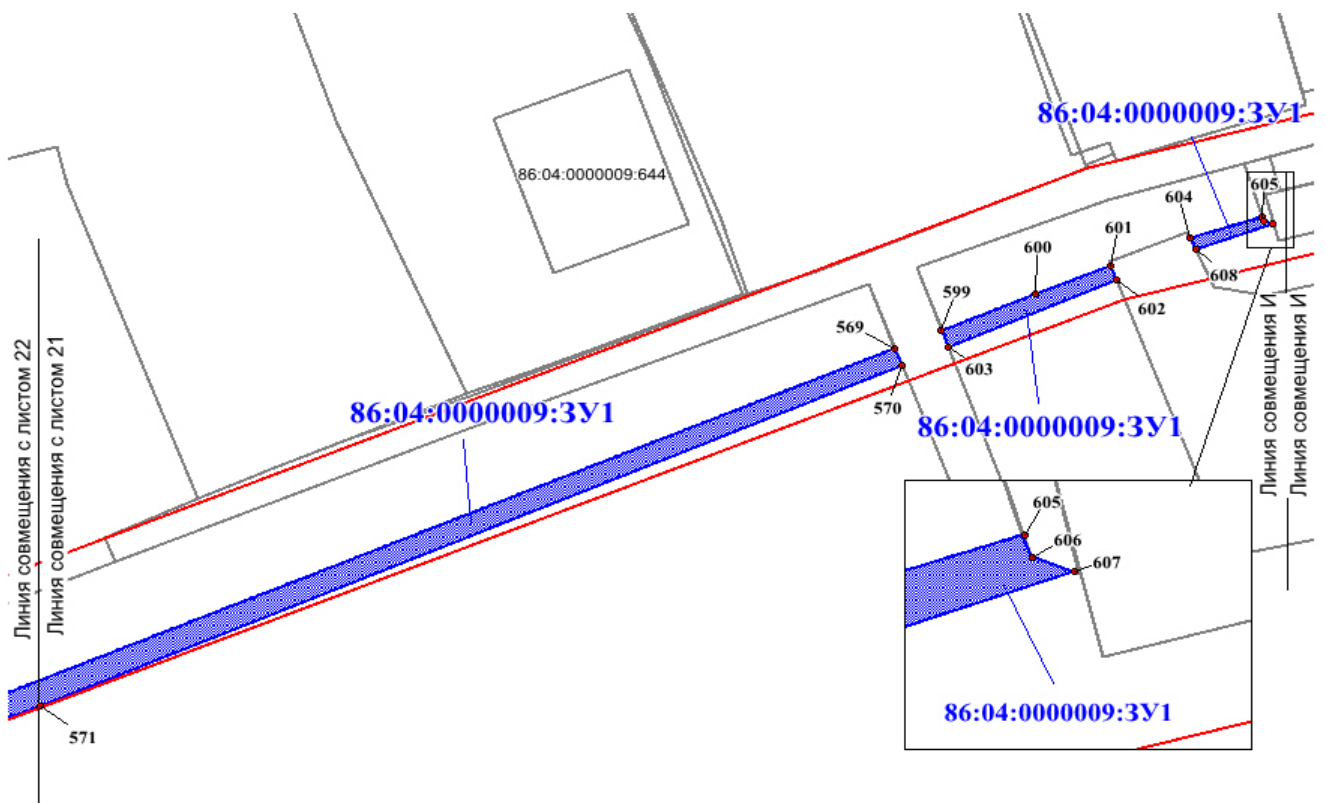 86:04:0000009:ЗУ1
86:04:0000009:644
605
604
601
600
608
602
599
569
603
570
86:04:0000009:ЗУ1
86:04:0000009:ЗУ1
Линия совмещения с листом 22
Линия совмещения с листом 21
Линия совмещения И
Линия совмещения И
605
606
607
86:04:0000009:ЗУ1
571